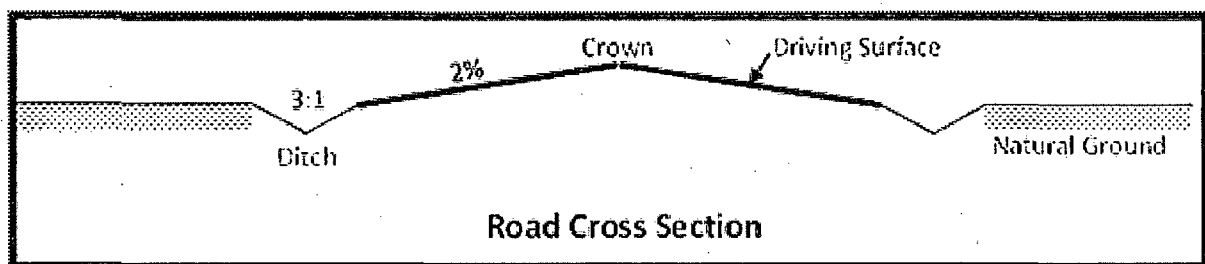 Crown
Driving Surface
2%
3:1
Ditch
Natural Ground
Road Cross Section